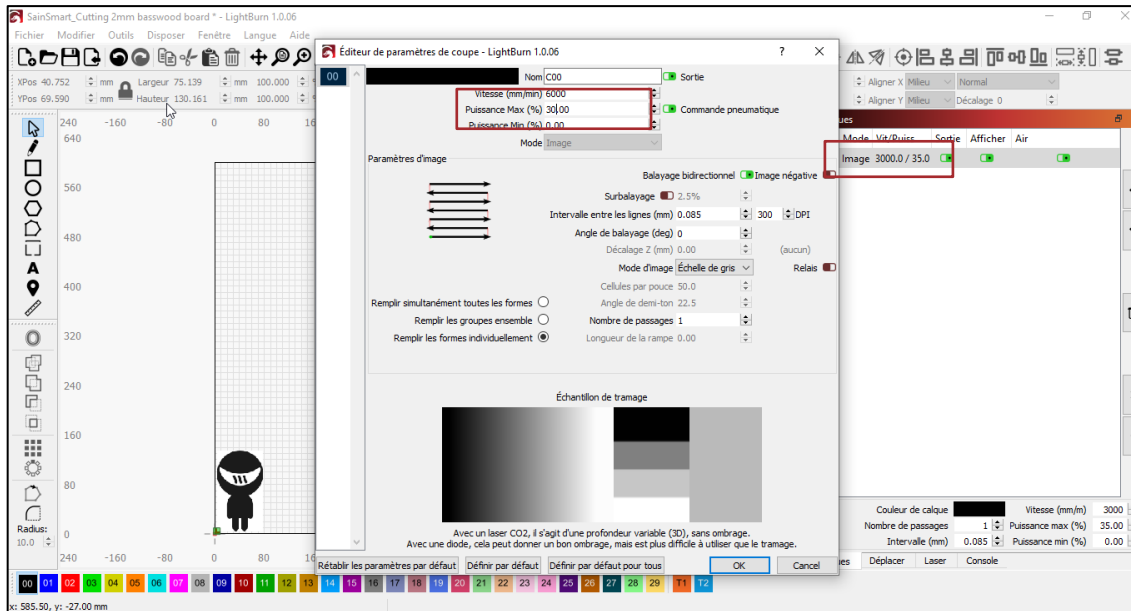 SainSmart_Cutting 2mm basswood board * - LightBurn 1.0.06
Fichier Modifier Outils Disposer Fenêtre Langue Aide
XPos 40.752 mm Largeur 75.139 mm 100.000
YPos 69.590 mm Hauteur 130.161 mm 100.000
Aligner X Milieu Normal
Aligner Y Milieu Décalage 0
Éditeur de paramètres de coupe - LightBurn 1.0.06 ?
00
Nom C00 Sortie
Vitesse (mm/min) 6000
Puissance Max (%) 30,00 Commande pneumatique
Puissance Min (%) 0.00
Mode Image
Paramètres d'image
Balayage bidirectionnel Image négative
Surbalayage 2.5%
Intervalle entre les lignes (mm) 0.085 300 DPI
Angle de balayage (deg) 0
Décalage Z (mm) 0.00 (aucun)
Mode d'image Échelle de gris Relais
Cellules par pouce 50.0
Remplir simultanément toutes les formes Angle de demi-ton 22.5
Remplir les groupes ensemble Nombre de passages 1
Remplir les formes individuellement Longueur de la rampe 0.00
Échantillon de tramage
Avec un laser CO2, il s'agit d'une profondeur variable (3D), sans ombrage.
Avec une diode, cela peut donner un bon ombrage, mais est plus difficile à utiliser que le tramage.
Rétablir les paramètres par défaut Définir par défaut Définir par défaut pour tous OK Cancel
ues
Mode Vit/Puiss Sortie Afficher Air
Image 3000.0 / 35.0
Couleur de calque Vitesse (mm/m) 3000
Nombre de passages 1 Puissance max (%) 35.00
Intervalle (mm) 0.085 Puissance min (%) 0.00
ues Déplacer Laser Console
240 -160 -80 0 80 16
640
560
480
400
320
240
160
80
0
240 -160 -80 0 80 16
A
Radius:
10.0
00 01 02 03 04 05 06 07 08 09 10 11 12 13 14 15 16 17 18 19 20 21 22 23 24 25 26 27 28 29 T1 T2
x: 585.50, y: -27.00 mm